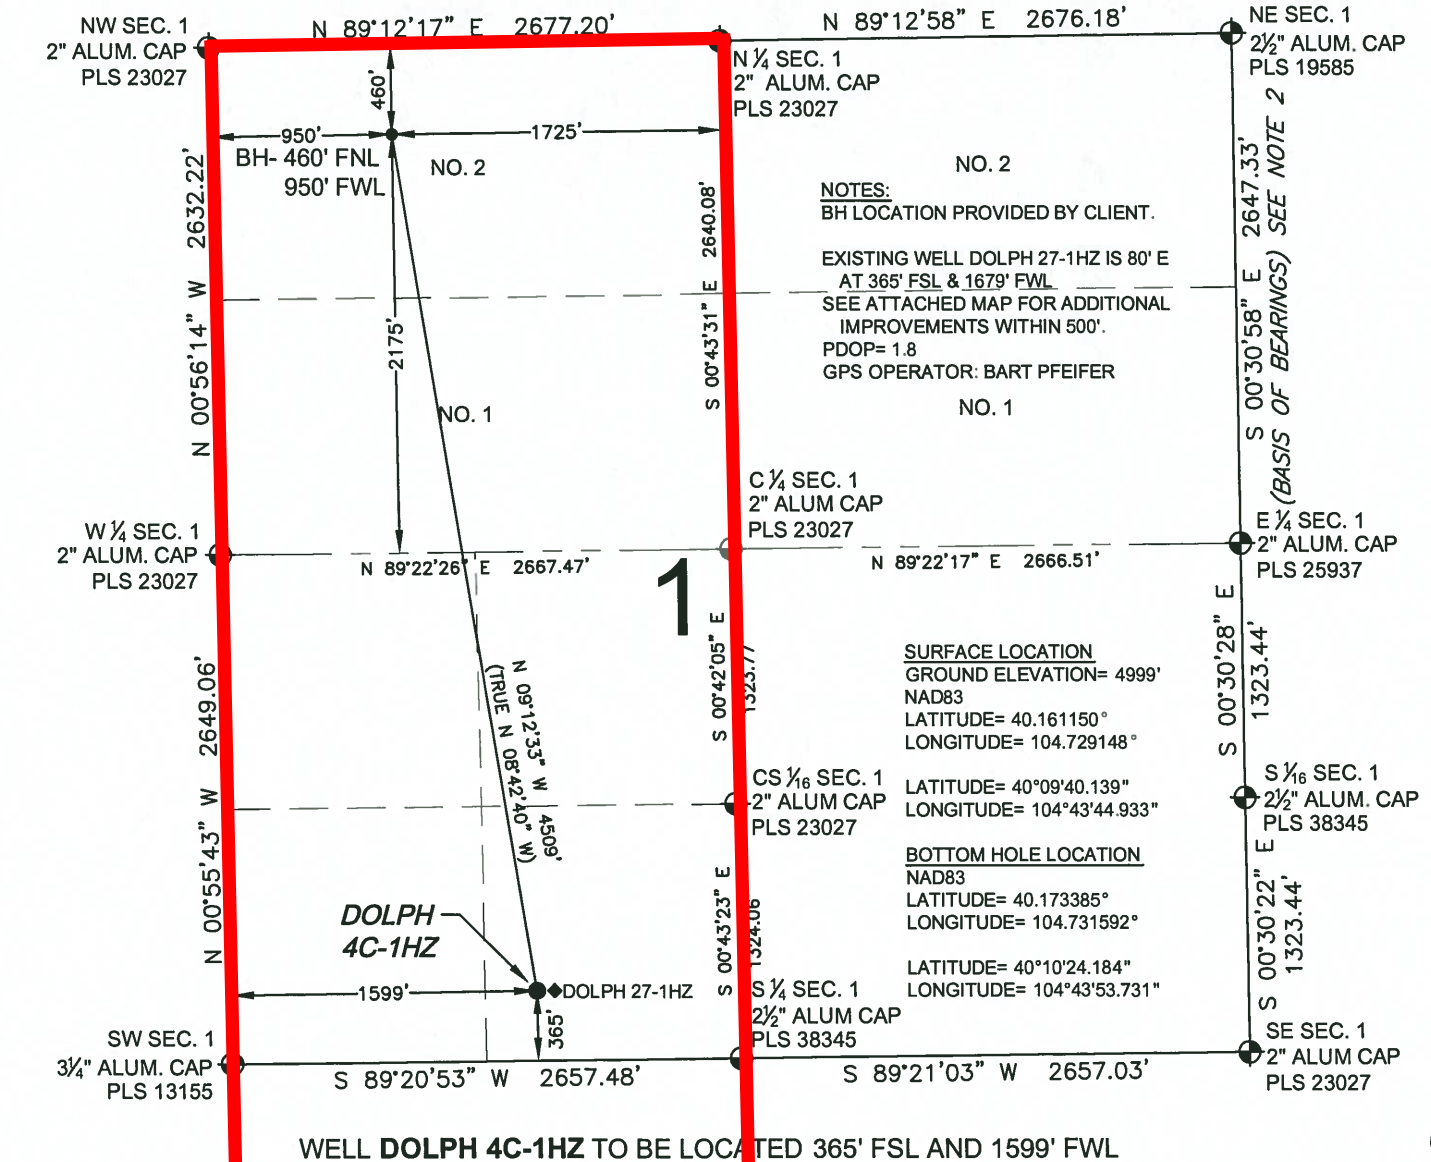 NW SEC. 1
2" ALUM. CAP
PLS 23027
N 89°12'17" E 2677.20'
N 89°12'58" E 2676.18'
NE SEC. 1
2½" ALUM. CAP
PLS 19585
N ¼ SEC. 1
2" ALUM. CAP
PLS 23027
460'
950'
1725'
BH- 460' FNL
950' FWL
NO. 2
NO. 2
NOTES:
BH LOCATION PROVIDED BY CLIENT.
EXISTING WELL DOLPH 27-1HZ IS 80' E
AT 365' FSL & 1679' FWL
SEE ATTACHED MAP FOR ADDITIONAL
IMPROVEMENTS WITHIN 500'.
PDOP= 1.8
GPS OPERATOR: BART PFEIFER
N 00°56'14" W 2632.22'
2175'
S 00°43'31" E 2640.08'
S 00°30'58" E 2647.33'
(BASIS OF BEARINGS) SEE NOTE 2
NO. 1
NO. 1
W ¼ SEC. 1
2" ALUM. CAP
PLS 23027
C ¼ SEC. 1
2" ALUM CAP
PLS 23027
E ¼ SEC. 1
2" ALUM. CAP
PLS 25937
N 89°22'26" E 2667.47'
N 89°22'17" E 2666.51'
1
N 00°55'43" W 2649.06'
N 09°12'33" W 4509'
(TRUE N 08°42'40" W)
S 00°42'05" E
1323.77
S 00°30'28" E
1323.44'
SURFACE LOCATION
GROUND ELEVATION= 4999'
NAD83
LATITUDE= 40.161150°
LONGITUDE= 104.729148°
LATITUDE= 40°09'40.139"
LONGITUDE= 104°43'44.933"
CS 1⁄16 SEC. 1
2" ALUM CAP
PLS 23027
S 1⁄16 SEC. 1
2½" ALUM. CAP
PLS 38345
BOTTOM HOLE LOCATION
NAD83
LATITUDE= 40.173385°
LONGITUDE= 104.731592°
LATITUDE= 40°10'24.184"
LONGITUDE= 104°43'53.731"
DOLPH
4C-1HZ
S 00°43'23" E
1324.06
S 00°30'22" E
1323.44'
1599'
DOLPH 27-1HZ
365'
S ¼ SEC. 1
2½" ALUM CAP
PLS 38345
SW SEC. 1
3¼" ALUM. CAP
PLS 13155
SE SEC. 1
2" ALUM CAP
PLS 23027
S 89°20'53" W 2657.48'
S 89°21'03" W 2657.03'
WELL DOLPH 4C-1HZ TO BE LOCATED 365' FSL AND 1599' FWL